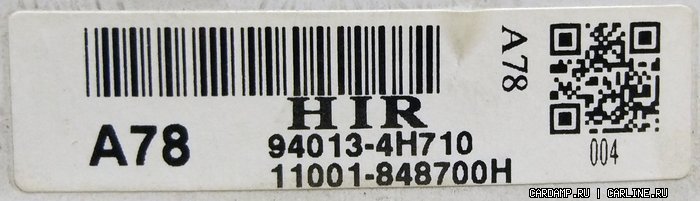 HIR
A78
94013-4H710
11001-848700H
A78
004
CARDAMP.RU | CARLINE.RU